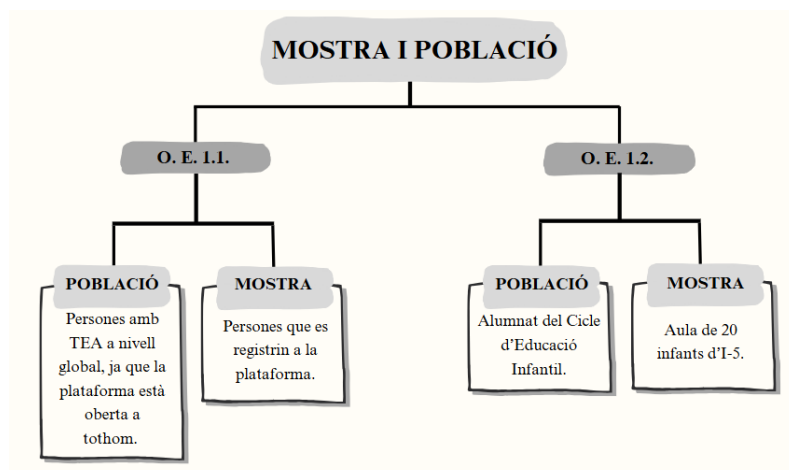 MOSTRA I POBLACIÓ
O. E. 1.1.
O. E. 1.2.
POBLACIÓ
Persones amb
TEA a nivell
global, ja que la
plataforma està
oberta a
tothom.
MOSTRA
Persones que es
registrin a la
plataforma.
POBLACIÓ
Alumnat del Cicle
d'Educació
Infantil.
MOSTRA
Aula de 20
infants d'I-5.